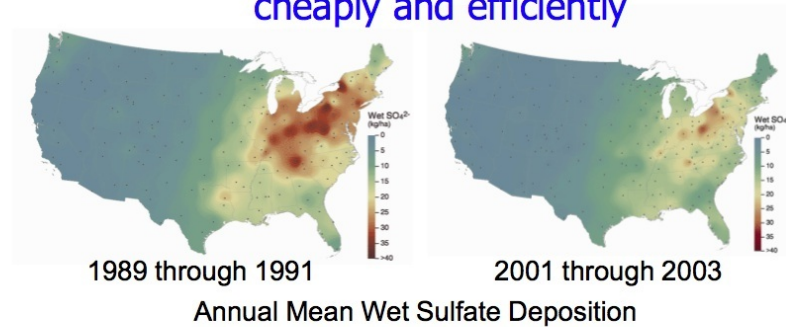 cheaply and efficiently
Wet SO₄²⁻
(kg/ha)
0
5
10
15
20
25
30
35
>40
Wet SO₄²⁻
(kg/ha)
0
5
10
15
20
25
30
35
>40
1989 through 1991
2001 through 2003
Annual Mean Wet Sulfate Deposition